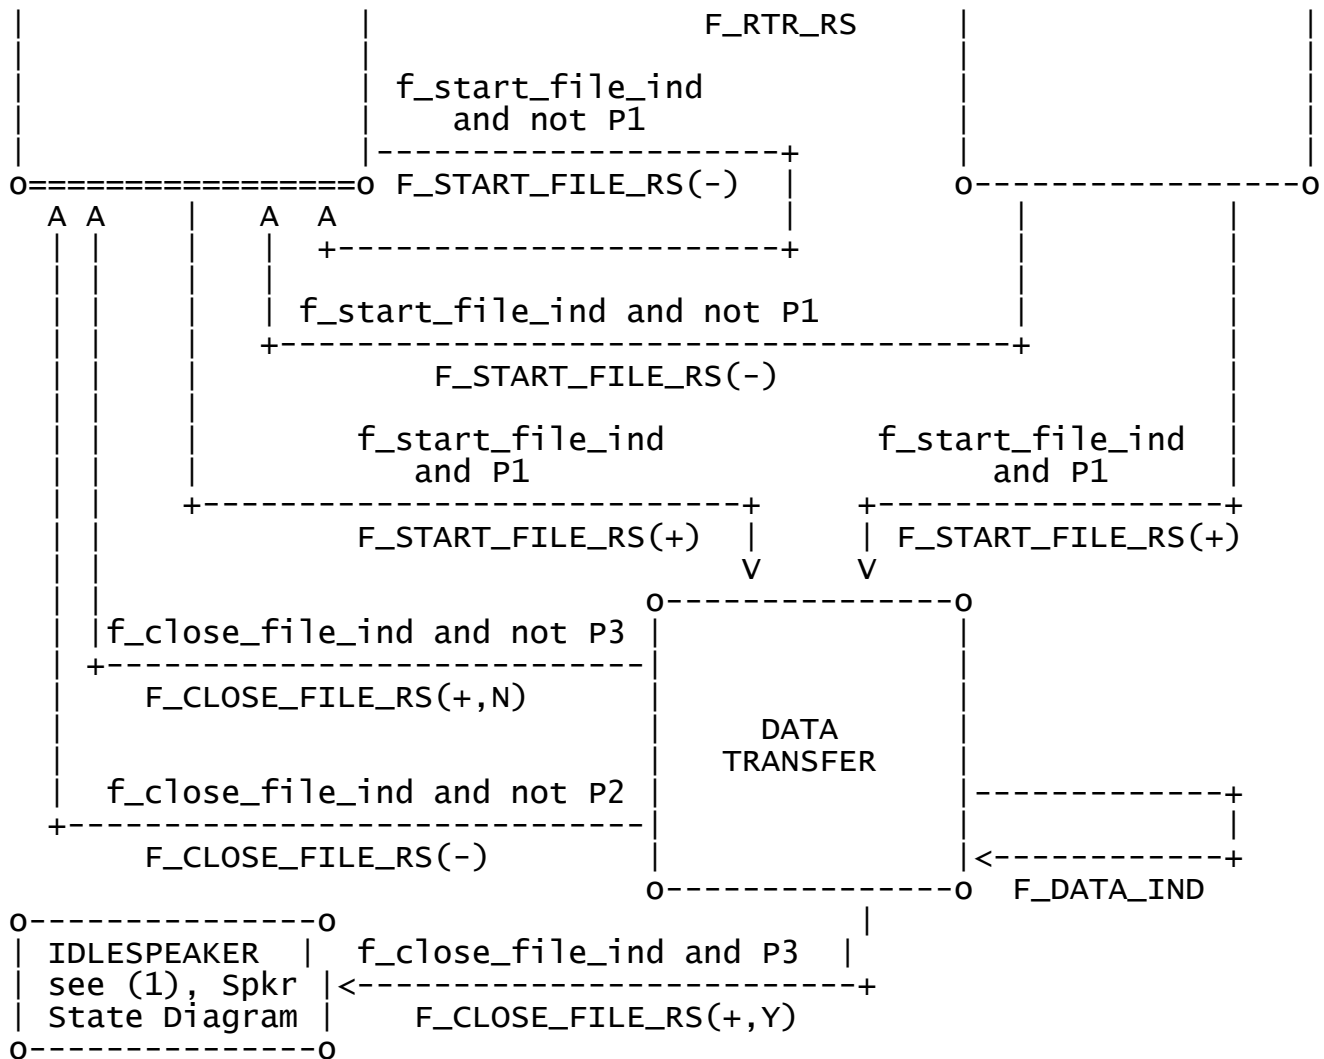 F_RTR_RS
f_start_file_ind
and not P1
F_START_FILE_RS(-)
f_start_file_ind and not P1
F_START_FILE_RS(-)
f_start_file_ind
and P1
F_START_FILE_RS(+)
f_start_file_ind
and P1
F_START_FILE_RS(+)
f_close_file_ind and not P3
F_CLOSE_FILE_RS(+,N)
DATA
TRANSFER
f_close_file_ind and not P2
F_CLOSE_FILE_RS(-)
F_DATA_IND
IDLESPEAKER
see (1), Spkr
State Diagram
f_close_file_ind and P3
F_CLOSE_FILE_RS(+,Y)